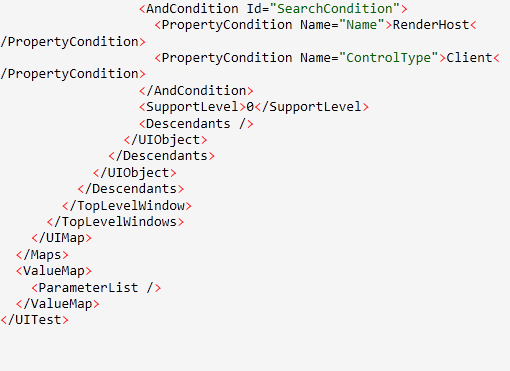 <AndCondition Id="SearchCondition">
<PropertyCondition Name="Name">RenderHost<
/PropertyCondition>
<PropertyCondition Name="ControlType">Client<
/PropertyCondition>
</AndCondition>
<SupportLevel>0</SupportLevel>
<Descendants />
</UIObject>
</Descendants>
</UIObject>
</Descendants>
</TopLevelWindow>
</TopLevelWindows>
</UIMap>
</Maps>
<ValueMap>
<ParameterList />
</ValueMap>
</UITest>